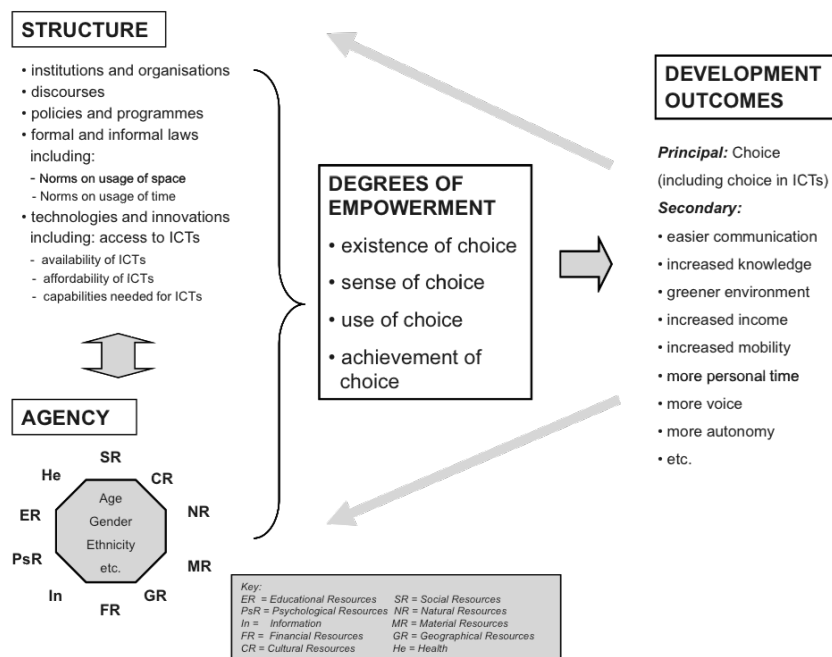 STRUCTURE
• institutions and organisations
• discourses
• policies and programmes
• formal and informal laws
including:
- Norms on usage of space
- Norms on usage of time
• technologies and innovations
including: access to ICTs
- availability of ICTs
- affordability of ICTs
- capabilities needed for ICTs
AGENCY
SR
He
CR
ER
NR
PsR
MR
In
GR
FR
Age
Gender
Ethnicity
etc.
DEGREES OF
EMPOWERMENT
• existence of choice
• sense of choice
• use of choice
• achievement of
choice
DEVELOPMENT
OUTCOMES
Principal: Choice
(including choice in ICTs)
Secondary:
• easier communication
• increased knowledge
• greener environment
• increased income
• increased mobility
• more personal time
• more voice
• more autonomy
• etc.
Key:
ER = Educational Resources SR = Social Resources
PsR = Psychological Resources NR = Natural Resources
In = Information MR = Material Resources
FR = Financial Resources GR = Geographical Resources
CR = Cultural Resources He = Health